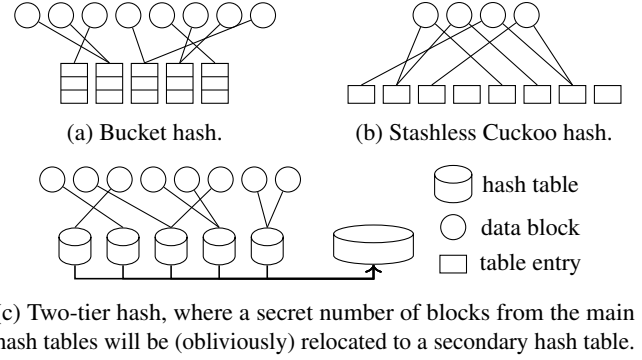 (a) Bucket hash.
(b) Stashless Cuckoo hash.
hash table
data block
table entry
(c) Two-tier hash, where a secret number of blocks from the main
hash tables will be (obliviously) relocated to a secondary hash table.